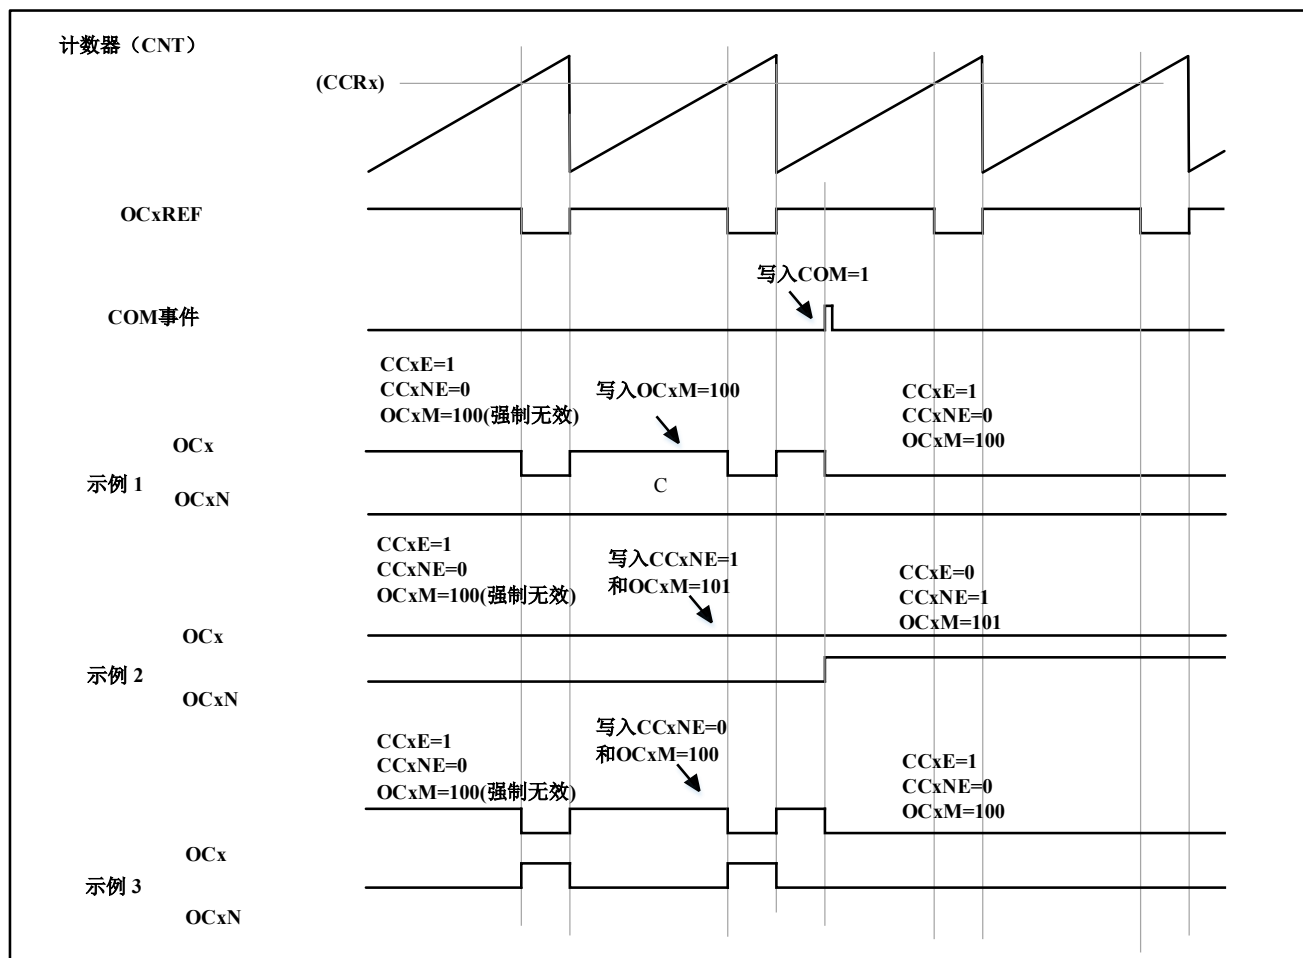 计数器（CNT）
(CCRx)
OCxREF
写入COM=1
COM事件
CCxE=1
CCxNE=0
OCxM=100(强制无效)
写入OCxM=100
CCxE=1
CCxNE=0
OCxM=100
OCx
示例 1
C
OCxN
CCxE=1
CCxNE=0
OCxM=100(强制无效)
写入CCxNE=1
和OCxM=101
CCxE=0
CCxNE=1
OCxM=101
OCx
示例 2
OCxN
CCxE=1
CCxNE=0
OCxM=100(强制无效)
写入CCxNE=0
和OCxM=100
CCxE=1
CCxNE=0
OCxM=100
OCx
示例 3
OCxN